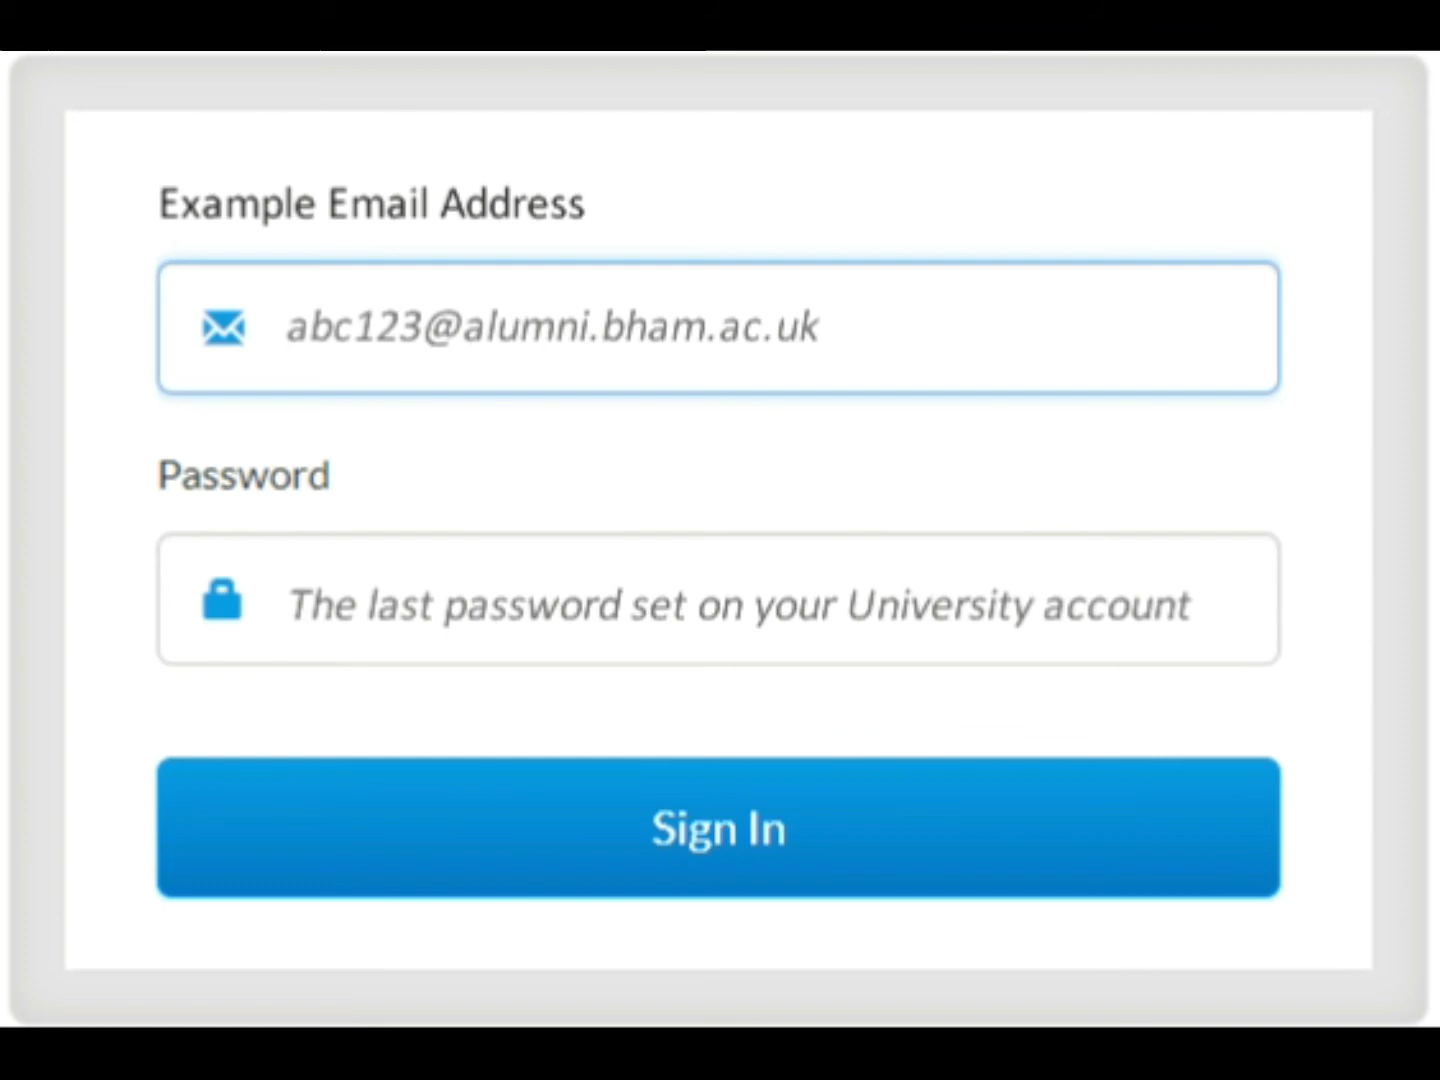 Example Email Address
abc123@alumni.bham.ac.uk
Password
The last password set on your University account
Sign In